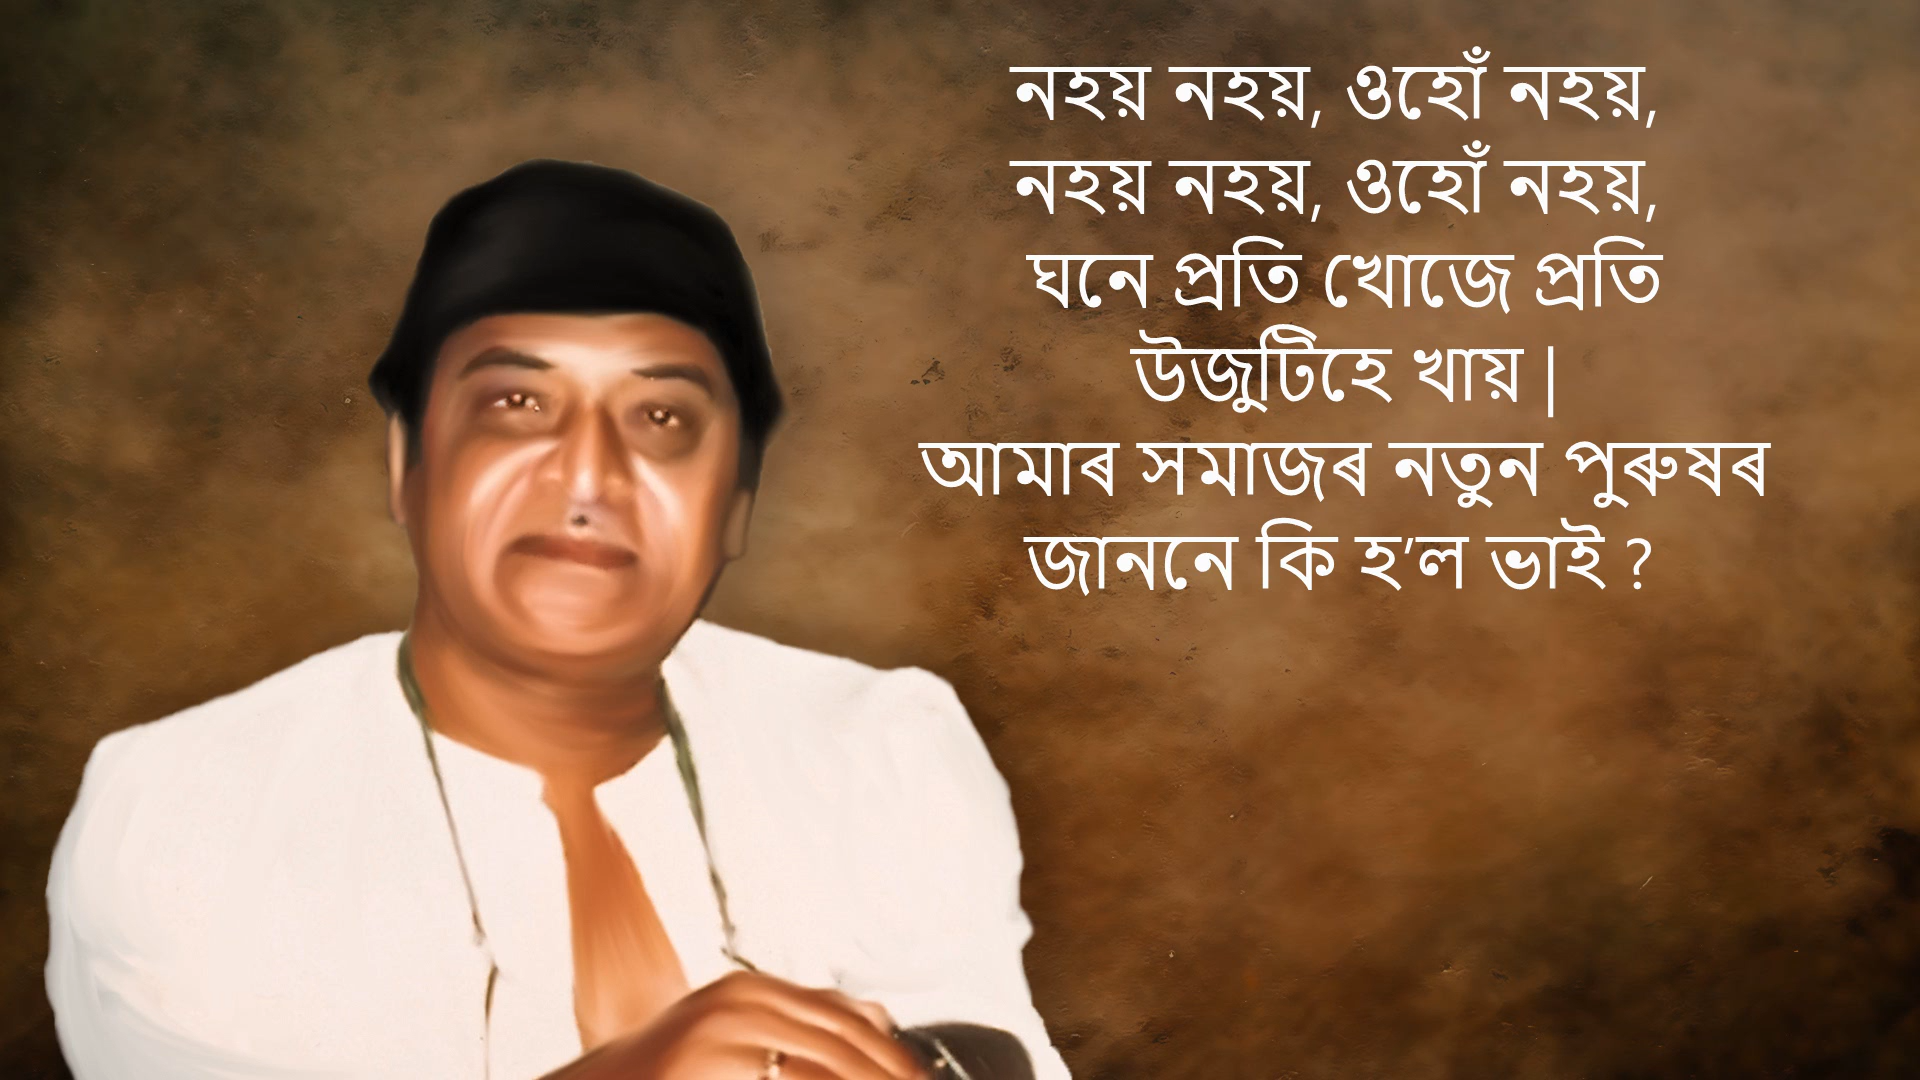 নহয় নহয়, ওহোঁ নহয়,
নহয় নহয়, ওহোঁ নহয়,
ঘনে প্ৰতি খোজে প্ৰতি
উজুটিহে খায় |
আমাৰ সমাজৰ নতুন পুৰুষৰ
জাননে কি হ’ল ভাই ?